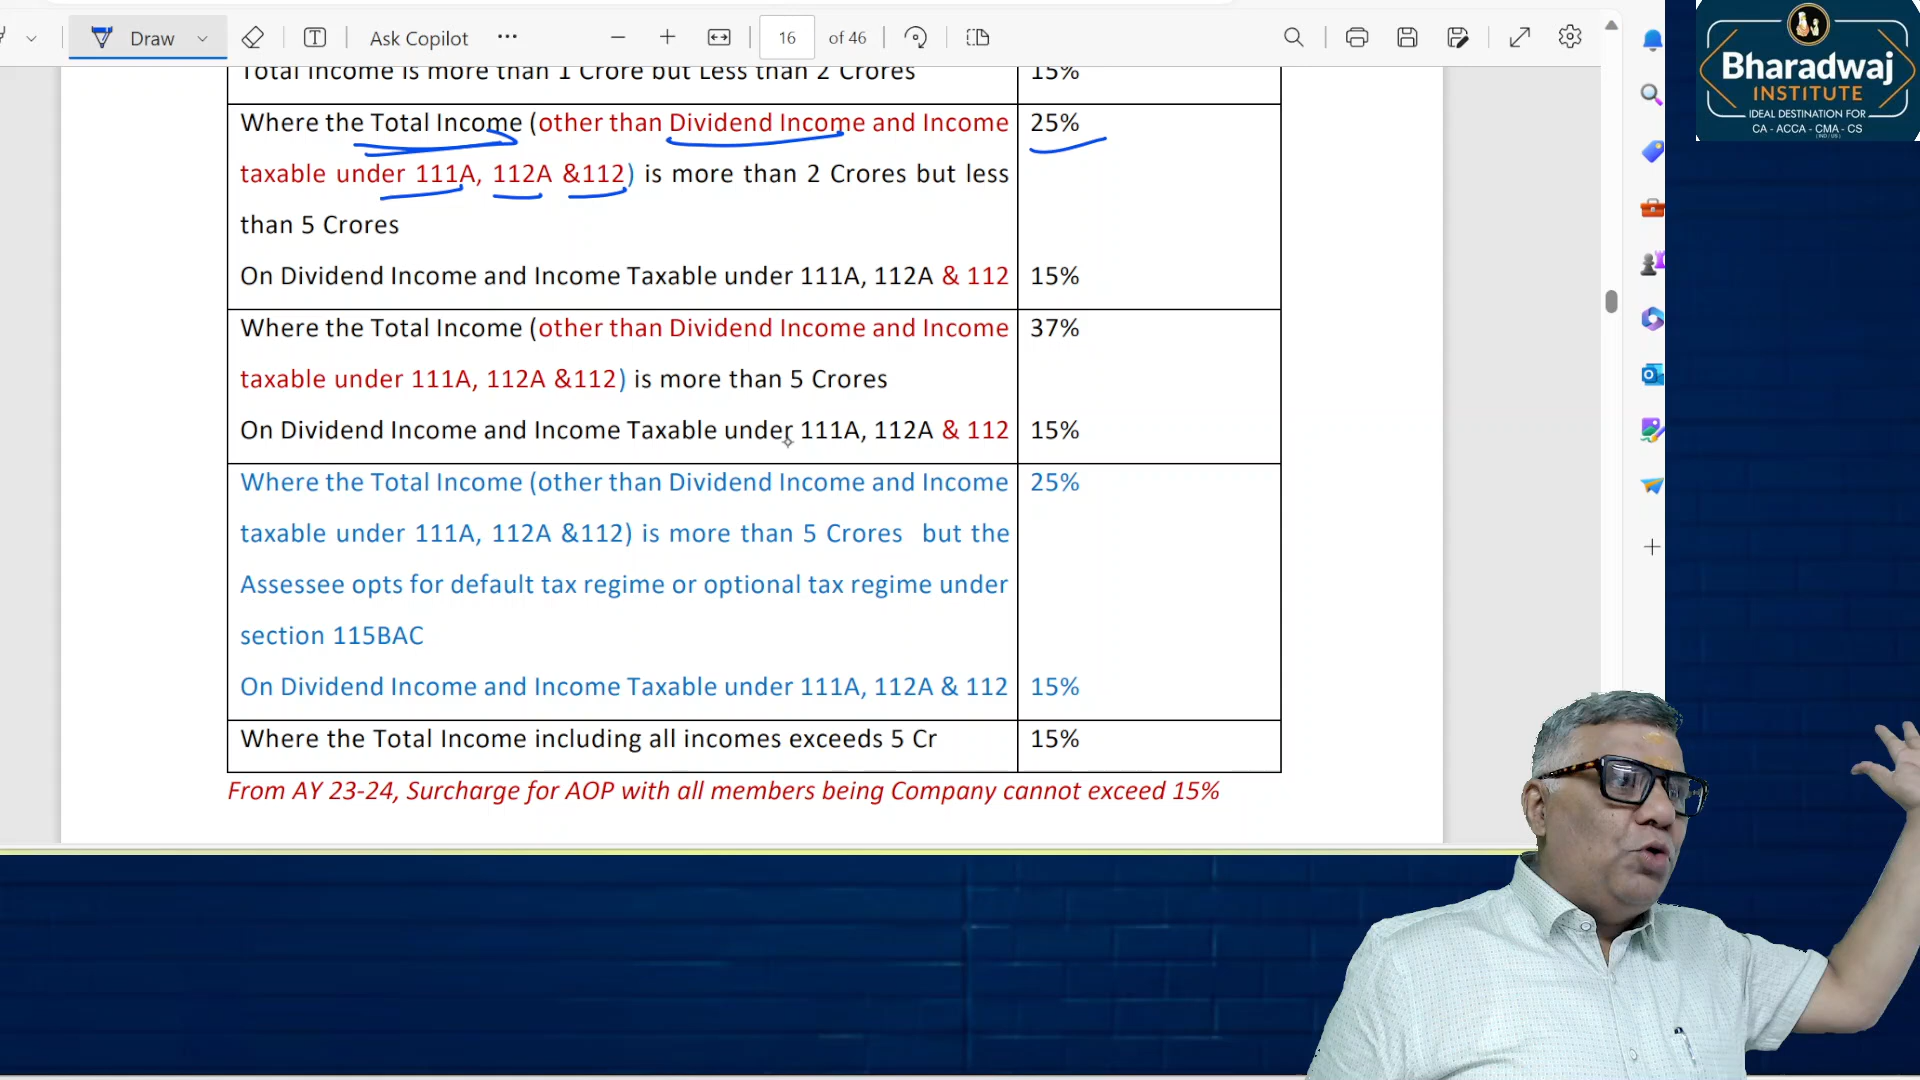 Draw
Ask Copilot
16 of 46
Total Income is more than 1 Crore but Less than 2 Crores 15%
Where the Total Income (other than Dividend Income and Income 25%
taxable under 111A, 112A &112) is more than 2 Crores but less
than 5 Crores
On Dividend Income and Income Taxable under 111A, 112A & 112 15%
Where the Total Income (other than Dividend Income and Income 37%
taxable under 111A, 112A &112) is more than 5 Crores
On Dividend Income and Income Taxable under 111A, 112A & 112 15%
Where the Total Income (other than Dividend Income and Income 25%
taxable under 111A, 112A &112) is more than 5 Crores but the
Assessee opts for default tax regime or optional tax regime under
section 115BAC
On Dividend Income and Income Taxable under 111A, 112A & 112 15%
Where the Total Income including all incomes exceeds 5 Cr 15%
From AY 23-24, Surcharge for AOP with all members being Company cannot exceed 15%
Bharadwaj
INSTITUTE
IDEAL DESTINATION FOR
CA - ACCA - CMA - CS